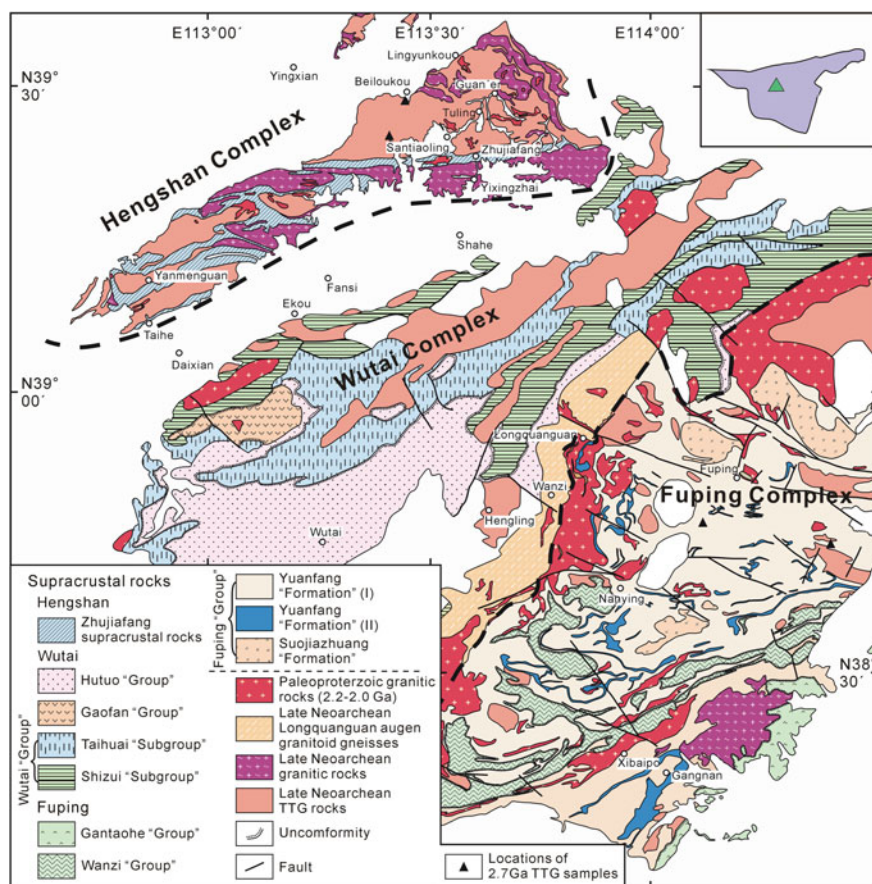 E113°00′
E113°30′
E114°00′
N39°
30′
Lingyunkou
Yingxian
Beiloukou
Guan´er
Tuling
Santiaoling
Zhujiafang
Hengshan Complex
Yixingzhai
Shahe
Yanmenguan
Fansi
Ekou
Taihe
Daixian
Wutai Complex
N39°
00′
Longquanguan
Fuping
Wanzi
Fuping Complex
Hengling
Wutai
Nanying
N38°
30′
Xibaipo
Gangnan
Supracrustal rocks
Hengshan
Zhujiafang
supracrustal rocks
Wutai
Hutuo “Group”
Gaofan “Group”
Wutai “Group”
Taihuai “Subgroup”
Shizui “Subgroup”
Fuping
Gantaohe “Group”
Wanzi “Group”
Fuping “Group”
Yuanfang
“Formation” (I)
Yuanfang
“Formation” (II)
Suojiazhuang
“Formation”
Paleoproterzoic granitic
rocks (2.2-2.0 Ga)
Late Neoarchean
Longquanguan augen
granitoid gneisses
Late Neoarchean
granitic rocks
Late Neoarchean
TTG rocks
Uncomformity
Fault
Locations of
2.7Ga TTG samples